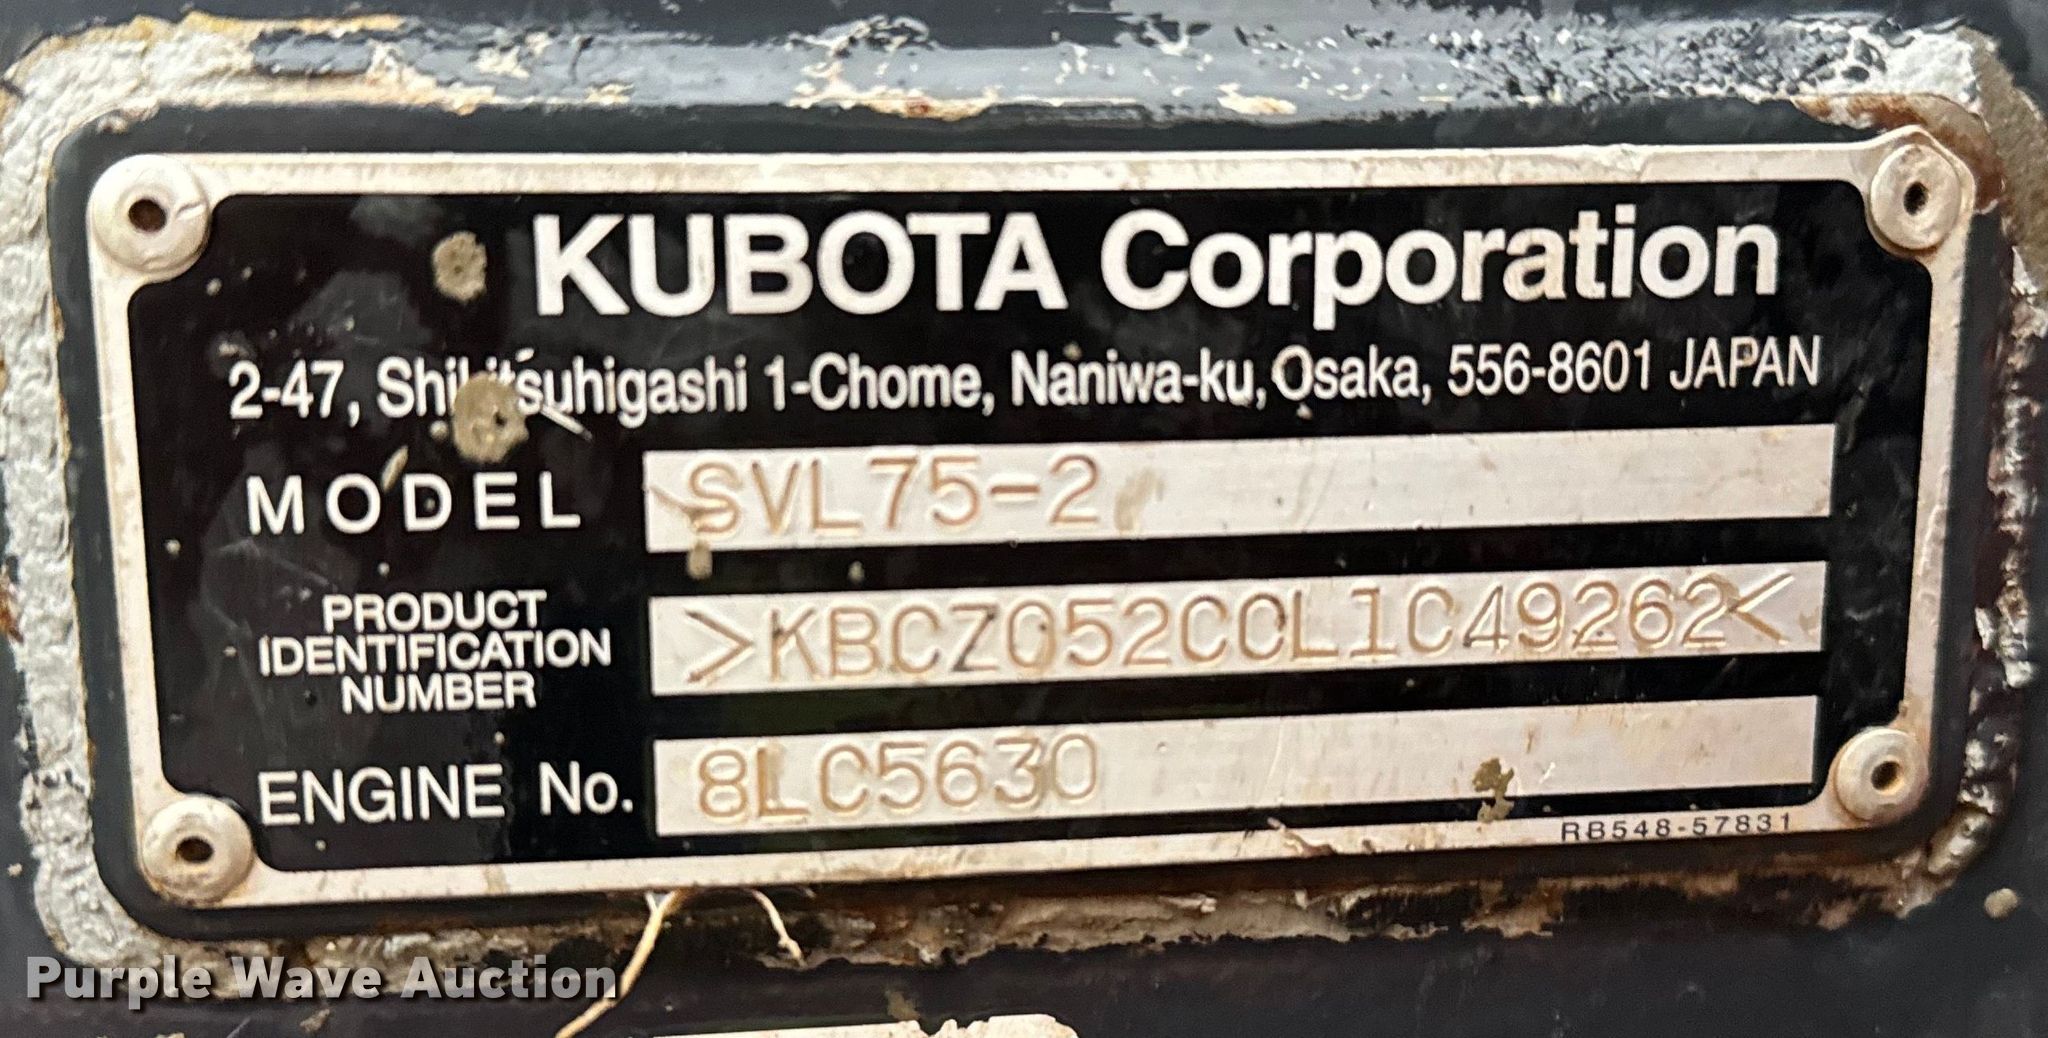 KUBOTA Corporation
2-47, Shikitsuhigashi 1-Chome, Naniwa-ku, Osaka, 556-8601 JAPAN
MODEL SVL75-2
PRODUCT
IDENTIFICATION
NUMBER
>KBCZ052CCL1C49262<
ENGINE No. 8LC5630
RB548-57831
Purple Wave Auction